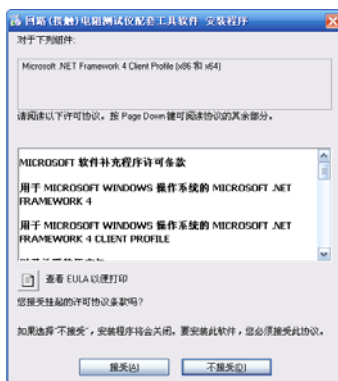 回路(接触)电阻测试仪配套工具软件 安装程序
对于下列组件:
Microsoft .NET Framework 4 Client Profile (x86 和 x64)
请阅读以下许可协议。按 Page Down 键可阅读协议的其余部分。
MICROSOFT 软件补充程序许可条款
用于 MICROSOFT WINDOWS 操作系统的 MICROSOFT .NET
FRAMEWORK 4
用于 MICROSOFT WINDOWS 操作系统的 MICROSOFT .NET
FRAMEWORK 4 CLIENT PROFILE
查看 EULA 以便打印
您接受挂起的许可协议条款吗?
如果选择“不接受”,安装程序将会关闭。要安装此软件,您必须接受此协议。
接受(A)
不接受(D)